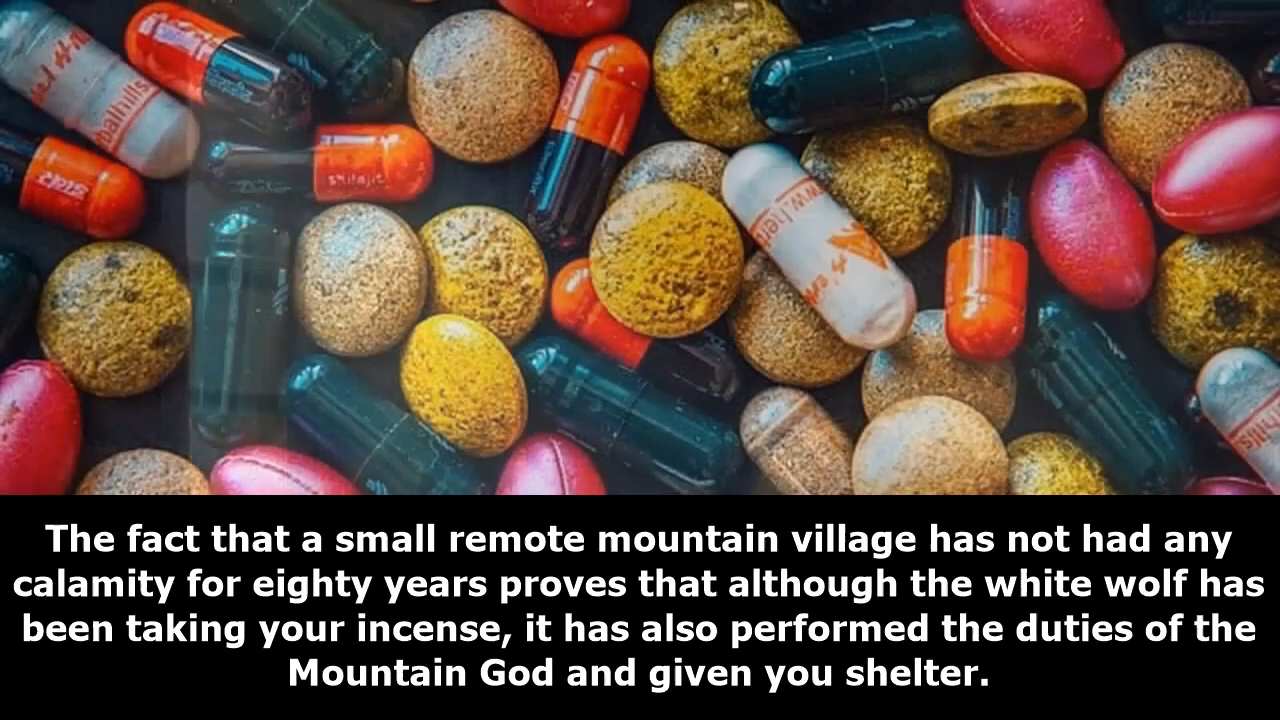 shilajit
The fact that a small remote mountain village has not had any
calamity for eighty years proves that although the white wolf has
been taking your incense, it has also performed the duties of the
Mountain God and given you shelter.